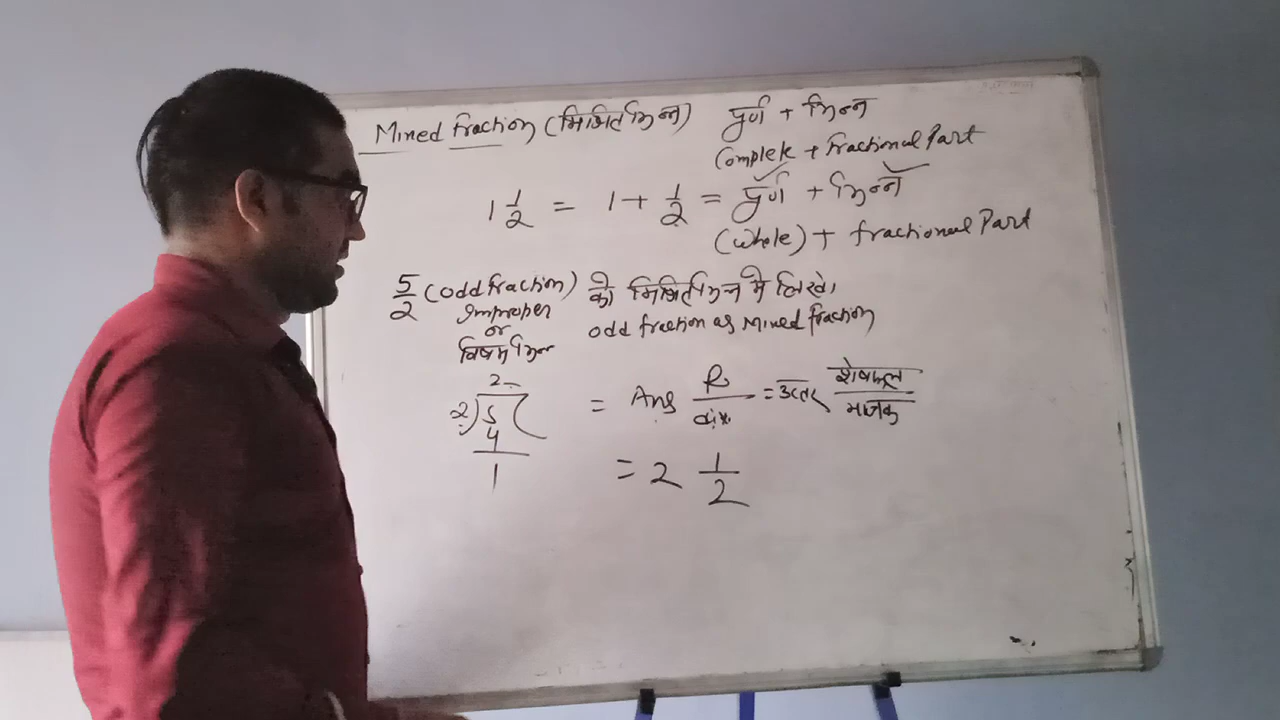 Mixed fraction (मिश्रित भिन्न) पूर्ण + भिन्न
Complete + fractional Part
1 1/2 = 1 + 1/2 = पूर्ण + भिन्न
(whole) + fractional Part
5/2 (odd fraction) को मिश्रित भिन्न में लिखे।
Improper odd fraction as Mixed fraction
or
विषम भिन्न
2
2) 5 ( = Ans R/div. = उत्तर शेषफल/भाजक
4
1 = 2 1/2